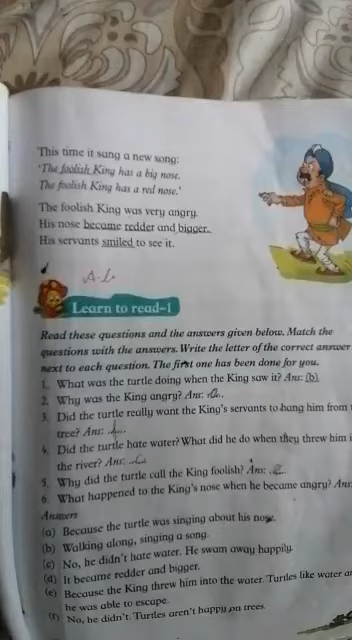 This time it sang a new song:
'The foolish King has a big nose.
The foolish King has a red nose.'
The foolish King was very angry.
His nose became redder and bigger.
His servants smiled to see it.
Learn to read-1
Read these questions and the answers given below. Match the
questions with the answers. Write the letter of the correct answer
next to each question. The first one has been done for you.
1. What was the turtle doing when the King saw it? Ans: (b)
2. Why was the King angry? Ans:
3. Did the turtle really want the King's servants to hang him from
tree? Ans:
4. Did the turtle hate water? What did he do when they threw him i
the river? Ans:
5. Why did the turtle call the King foolish? Ans:
6. What happened to the King's nose when he became angry? Ans:
Answers
(a) Because the turtle was singing about his nose.
(b) Walking along, singing a song.
(c) No, he didn't hate water. He swam away happily.
(d) It became redder and bigger.
(e) Because the King threw him into the water. Turtles like water a
he was able to escape.
(f) No, he didn't. Turtles aren't happy on trees.